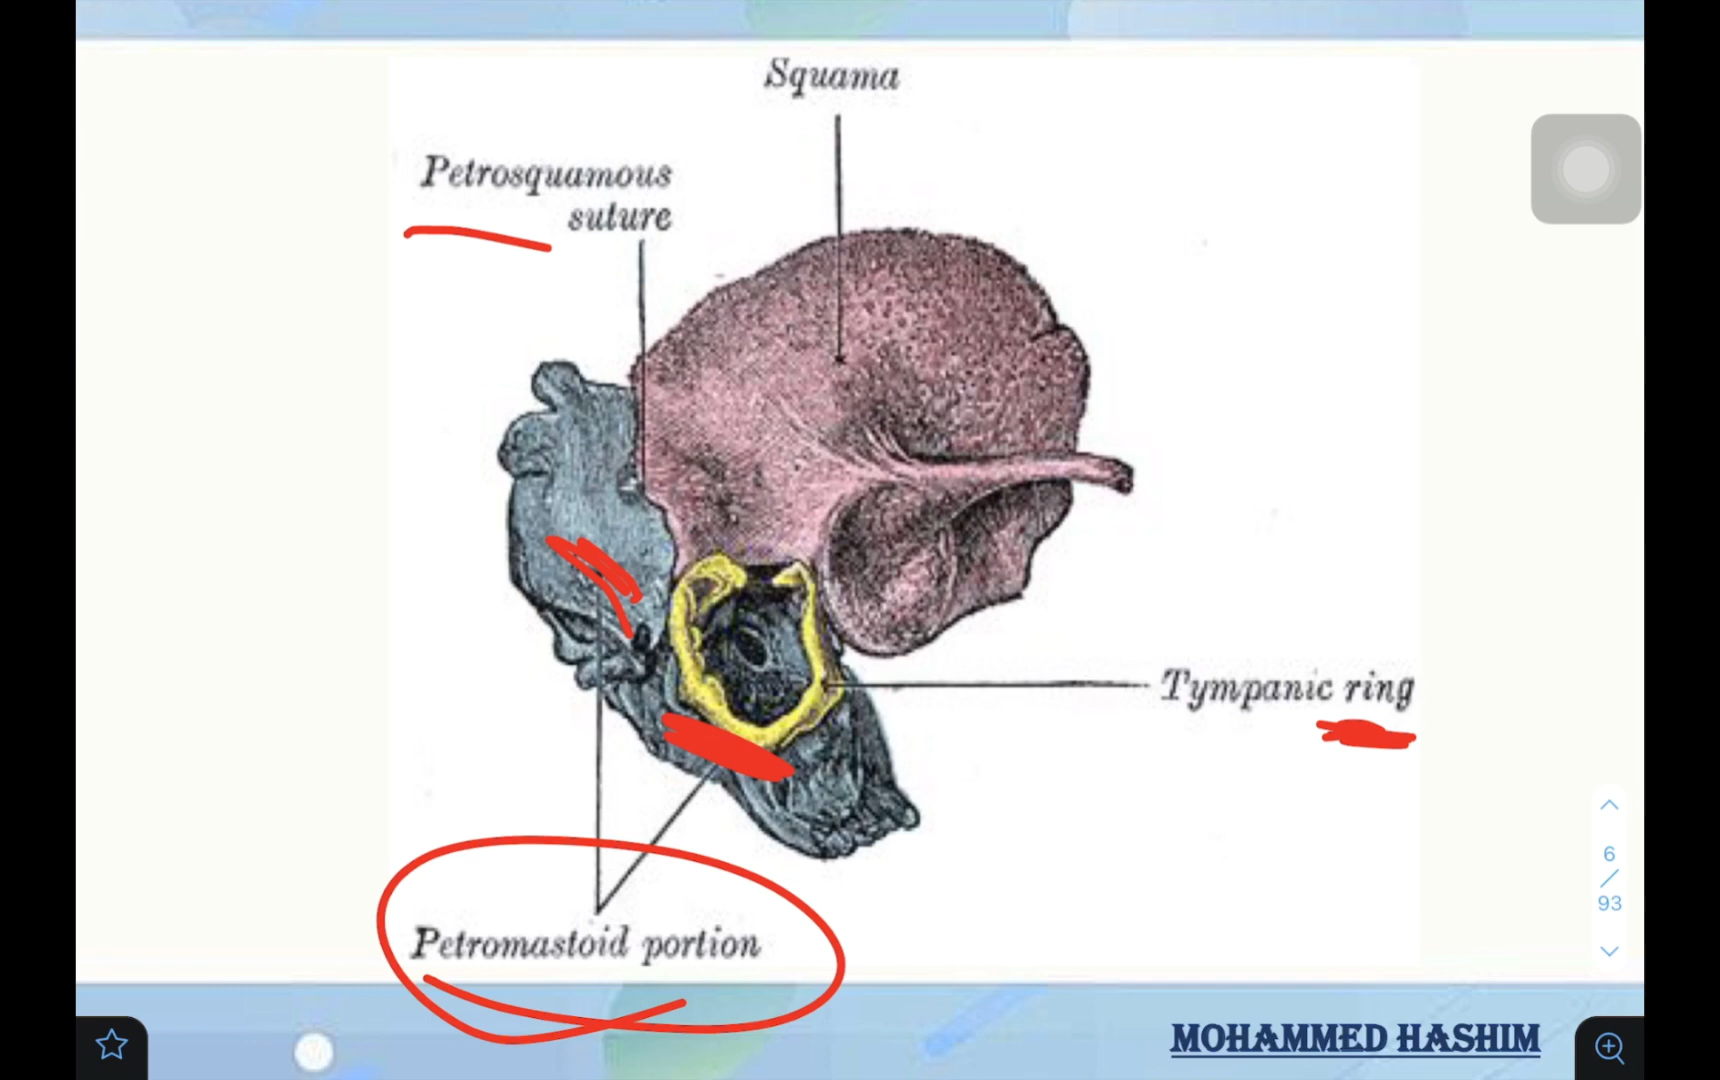 Squama
Petrosquamous
suture
Tympanic ring
Petromastoid portion
6
/
93
MOHAMMED HASHIM